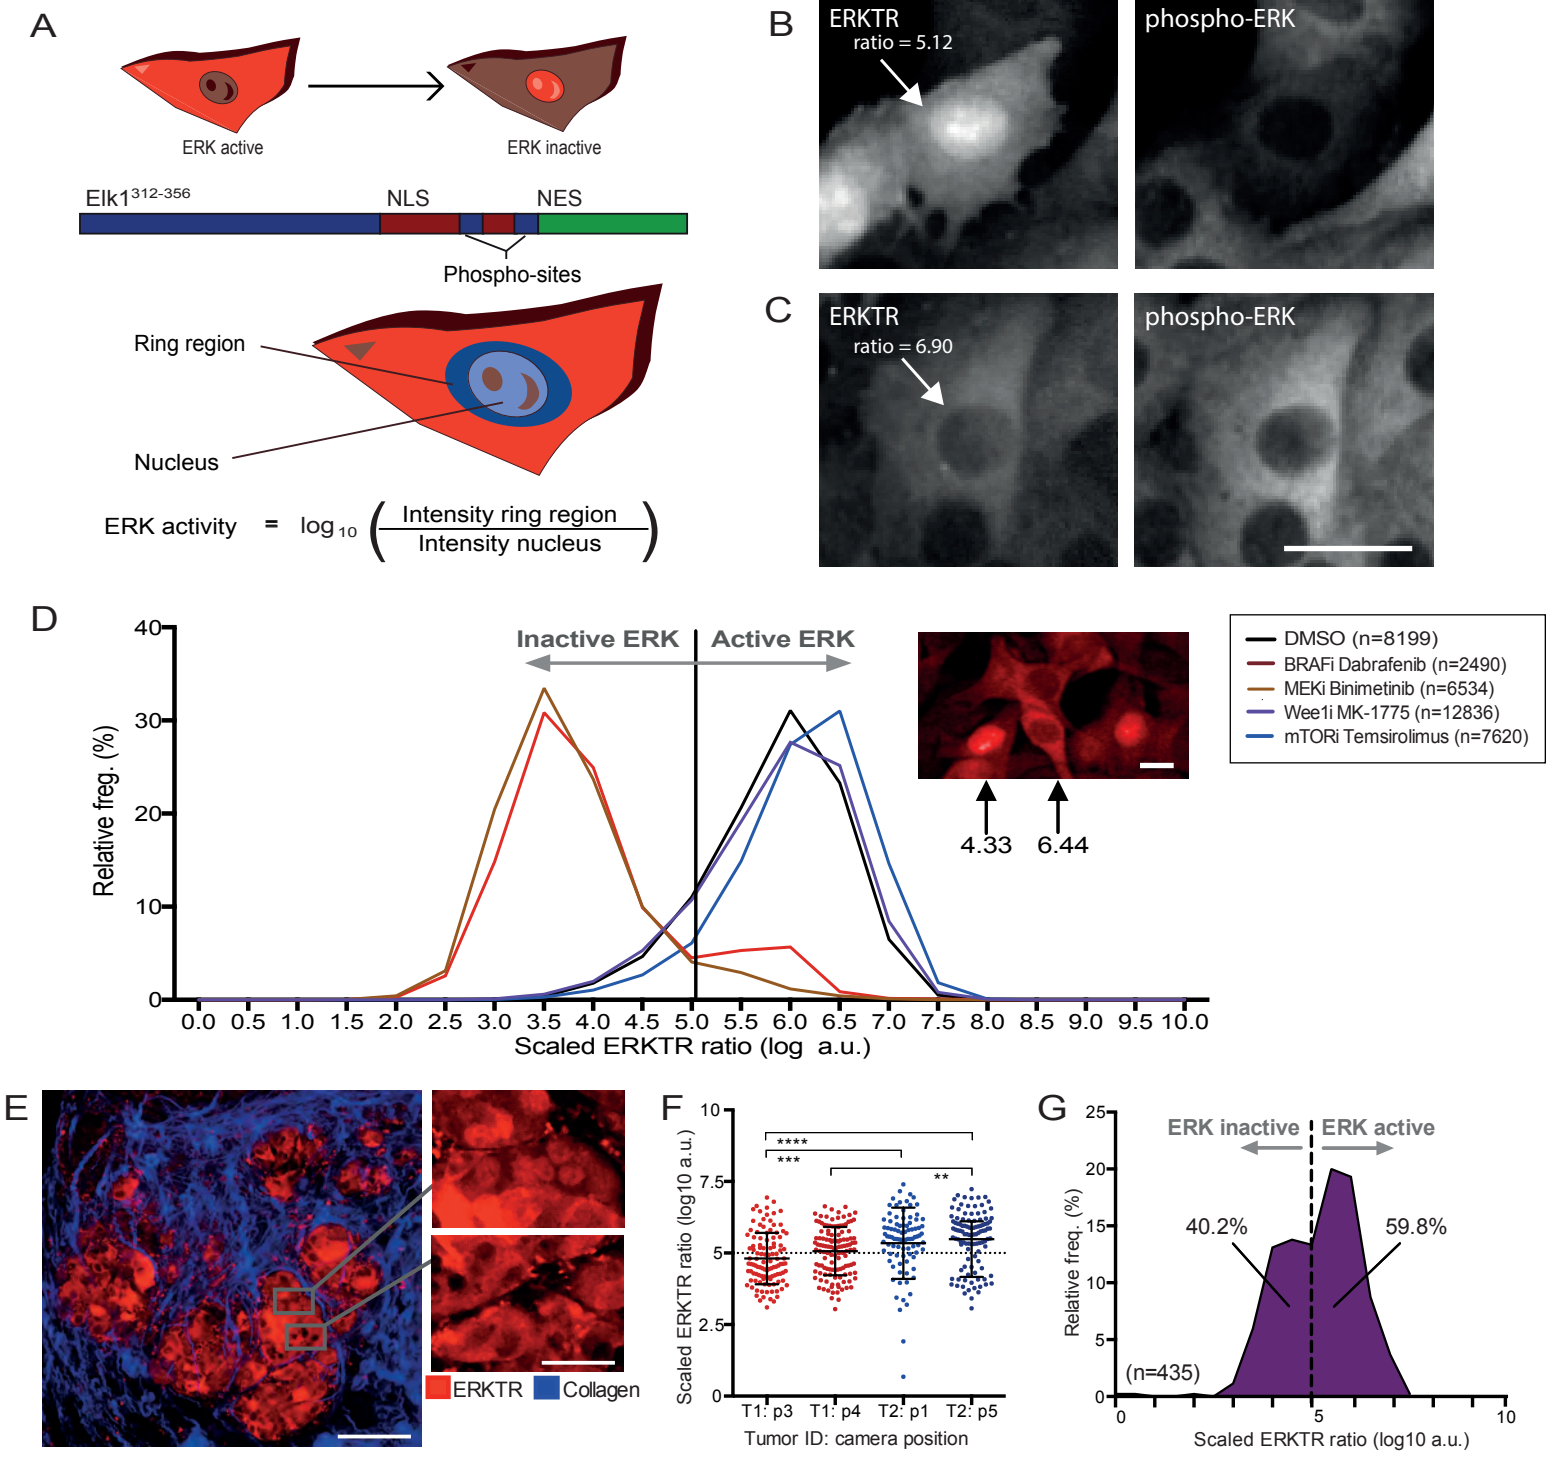 A
ERK active
ERK inactive
Elk1312-356
NLS
NES
Phospho-sites
Ring region
Nucleus
ERK activity = log10 ( Intensity ring region
Intensity nucleus )
B
ERKTR
ratio = 5.12
phospho-ERK
C
ERKTR
ratio = 6.90
phospho-ERK
D
Relative freq. (%)
40
30
20
10
0
Inactive ERK
Active ERK
4.33
6.44
DMSO (n=8199)
BRAFi Dabrafenib (n=2490)
MEKi Binimetinib (n=6534)
Wee1i MK-1775 (n=12836)
mTORi Temsirolimus (n=7620)
0.0 0.5 1.0 1.5 2.0 2.5 3.0 3.5 4.0 4.5 5.0 5.5 6.0 6.5 7.0 7.5 8.0 8.5 9.0 9.5 10.0
Scaled ERKTR ratio (log a.u.)
E
ERKTR
Collagen
F
Scaled ERKTR ratio (log10 a.u.)
10
7.5
5
2.5
0
****
***
**
T1: p3 T1: p4 T2: p1 T2: p5
Tumor ID: camera position
G
Relative freq. (%)
25
20
15
10
5
0
ERK inactive
ERK active
40.2%
59.8%
(n=435)
0 5 10
Scaled ERKTR ratio (log10 a.u.)